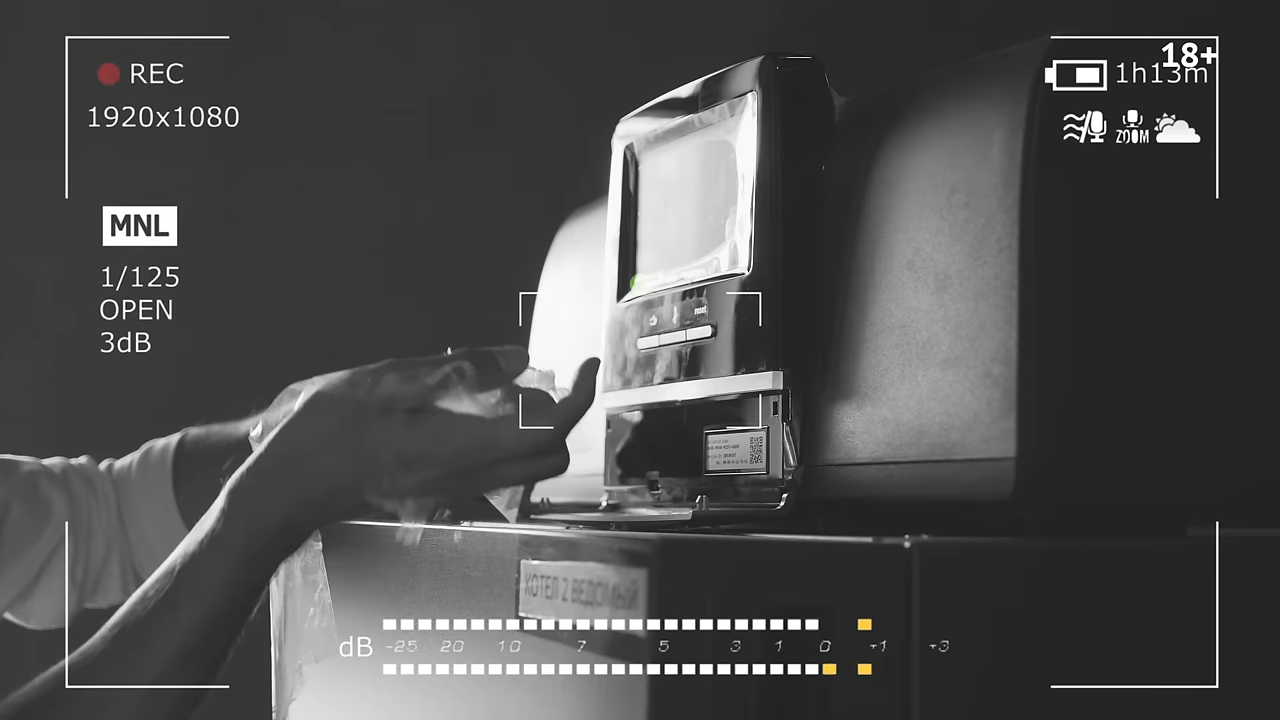 REC
1920x1080
18+
1h13m
ZOOM
MNL
1/125
OPEN
3dB
reset
КОТЕЛ 2 ВЕДОМЫЙ
dB -25 20 10 7 5 3 1 0 +1 +3